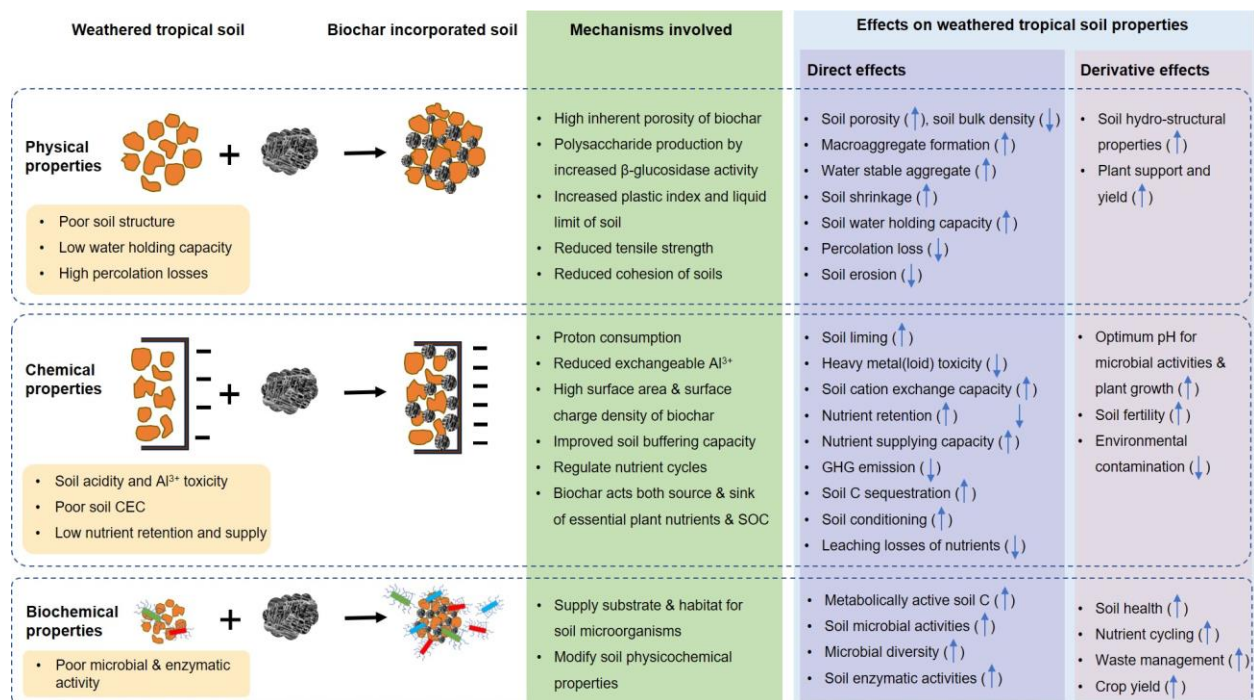 Weathered tropical soil
Biochar incorporated soil
Mechanisms involved
Effects on weathered tropical soil properties
Direct effects
Derivative effects
Physical
properties
+
• Poor soil structure
• Low water holding capacity
• High percolation losses
• High inherent porosity of biochar
• Polysaccharide production by
increased β-glucosidase activity
• Increased plastic index and liquid
limit of soil
• Reduced tensile strength
• Reduced cohesion of soils
• Soil porosity (↑), soil bulk density (↓)
• Macroaggregate formation (↑)
• Water stable aggregate (↑)
• Soil shrinkage (↑)
• Soil water holding capacity (↑)
• Percolation loss (↓)
• Soil erosion (↓)
• Soil hydro-structural
properties (↑)
• Plant support and
yield (↑)
Chemical
properties
+
• Soil acidity and Al³⁺ toxicity
• Poor soil CEC
• Low nutrient retention and supply
• Proton consumption
• Reduced exchangeable Al³⁺
• High surface area & surface
charge density of biochar
• Improved soil buffering capacity
• Regulate nutrient cycles
• Biochar acts both source & sink
of essential plant nutrients & SOC
• Soil liming (↑)
• Heavy metal(loid) toxicity (↓)
• Soil cation exchange capacity (↑)
• Nutrient retention (↑) ↓
• Nutrient supplying capacity (↑)
• GHG emission (↓)
• Soil C sequestration (↑)
• Soil conditioning (↑)
• Leaching losses of nutrients (↓)
• Optimum pH for
microbial activities &
plant growth (↑)
• Soil fertility (↑)
• Environmental
contamination (↓)
Biochemical
properties
+
• Poor microbial & enzymatic
activity
• Supply substrate & habitat for
soil microorganisms
• Modify soil physicochemical
properties
• Metabolically active soil C (↑)
• Soil microbial activities (↑)
• Microbial diversity (↑)
• Soil enzymatic activities (↑)
• Soil health (↑)
• Nutrient cycling (↑)
• Waste management (↑)
• Crop yield (↑)